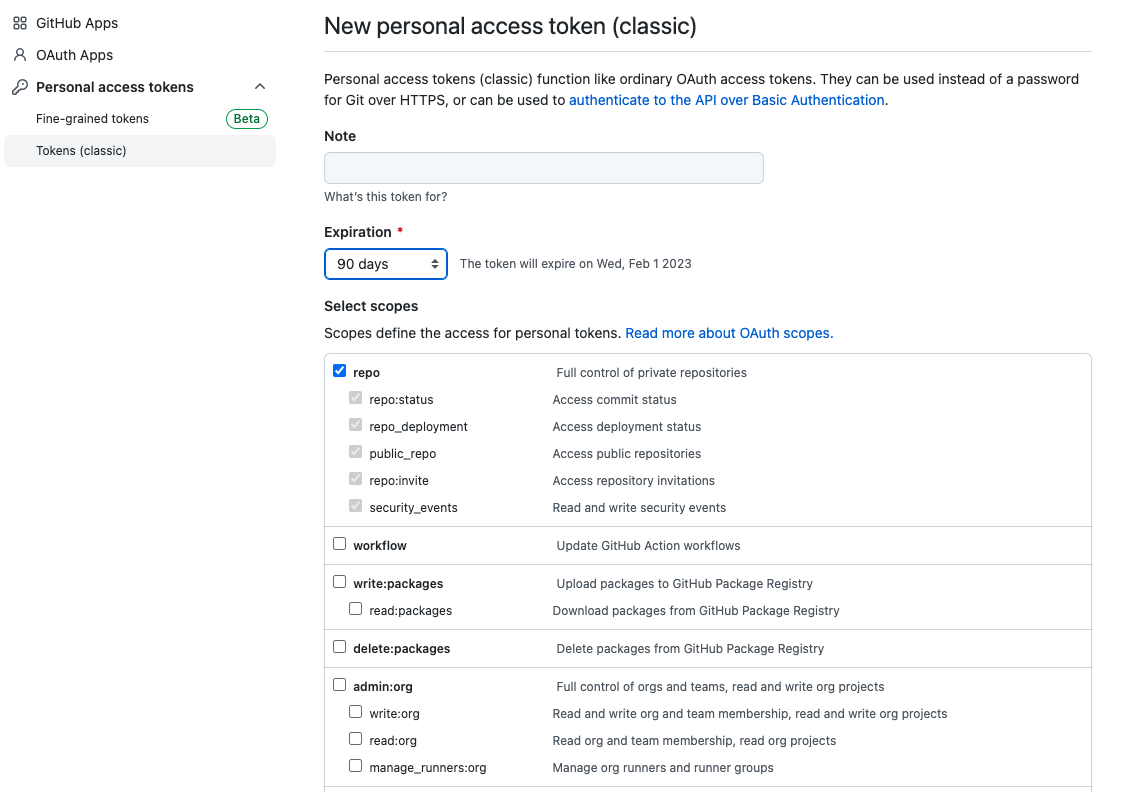 GitHub Apps
OAuth Apps
Personal access tokens
Fine-grained tokens Beta
Tokens (classic)
New personal access token (classic)
Personal access tokens (classic) function like ordinary OAuth access tokens. They can be used instead of a password
for Git over HTTPS, or can be used to authenticate to the API over Basic Authentication.
Note
What's this token for?
Expiration *
90 days The token will expire on Wed, Feb 1 2023
Select scopes
Scopes define the access for personal tokens. Read more about OAuth scopes.
repo Full control of private repositories
repo:status Access commit status
repo_deployment Access deployment status
public_repo Access public repositories
repo:invite Access repository invitations
security_events Read and write security events
workflow Update GitHub Action workflows
write:packages Upload packages to GitHub Package Registry
read:packages Download packages from GitHub Package Registry
delete:packages Delete packages from GitHub Package Registry
admin:org Full control of orgs and teams, read and write org projects
write:org Read and write org and team membership, read and write org projects
read:org Read org and team membership, read org projects
manage_runners:org Manage org runners and runner groups